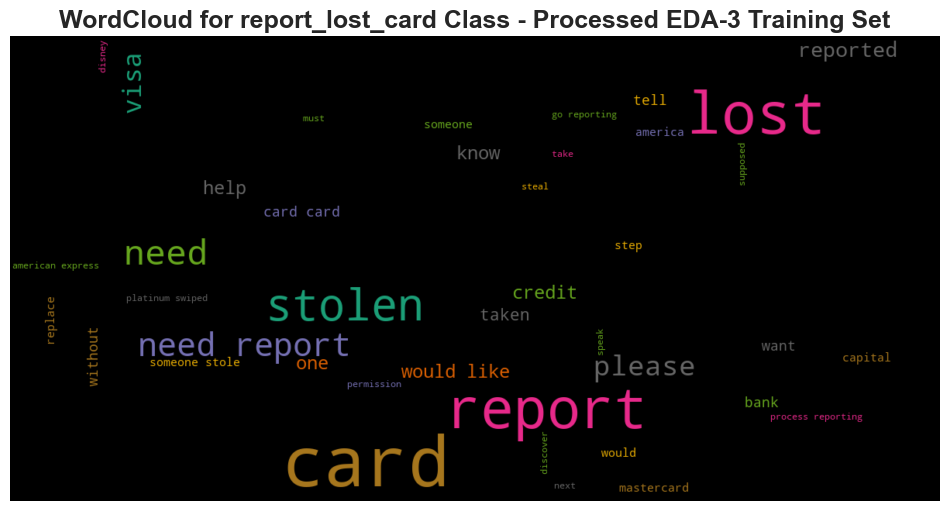 WordCloud for report_lost_card Class - Processed EDA-3 Training Set
disney
visa
reported
tell
lost
must
someone
go reporting
america
know
take
supposed
help
steal
card card
need
step
american express
platinum swiped
stolen
credit
taken
replace
without
need report
someone stole
one
would like
permission
speak
please
want
capital
report
bank
process reporting
card
discover
would
next
mastercard